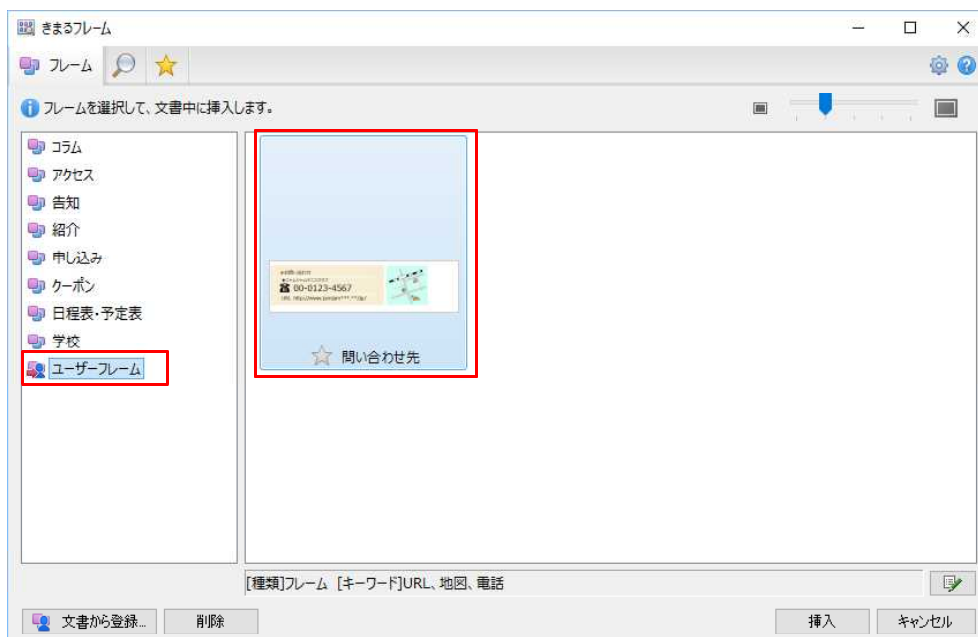 きまるフレーム
フレーム
フレームを選択して、文書中に挿入します。
コラム
アクセス
告知
紹介
申し込み
クーポン
日程表・予定表
学校
ユーザーフレーム
00-0123-4567
問い合わせ先
[種類]フレーム [キーワード]URL、地図、電話
文書から登録...
削除
挿入
キャンセル